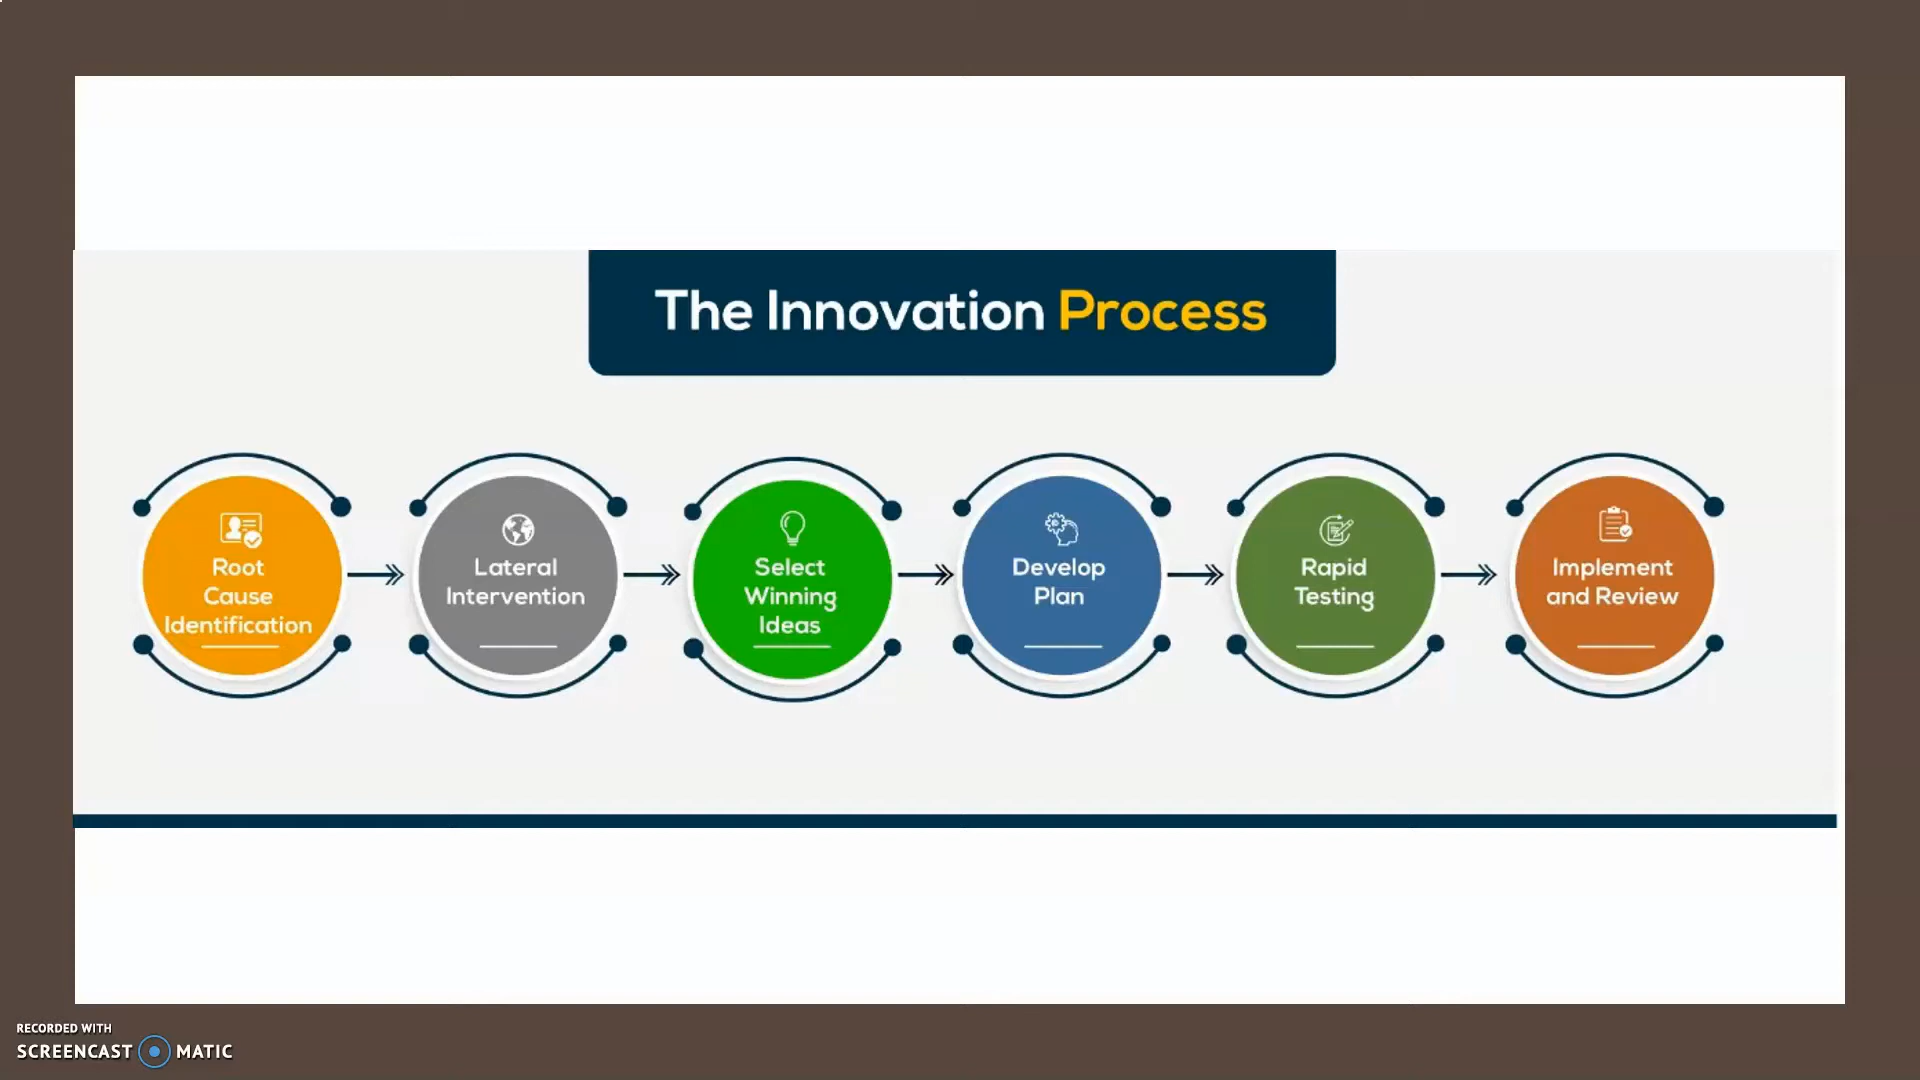 The Innovation Process
Root
Cause
Identification
Lateral
Intervention
Select
Winning
Ideas
Develop
Plan
Rapid
Testing
Implement
and Review
RECORDED WITH
SCREENCAST MATIC